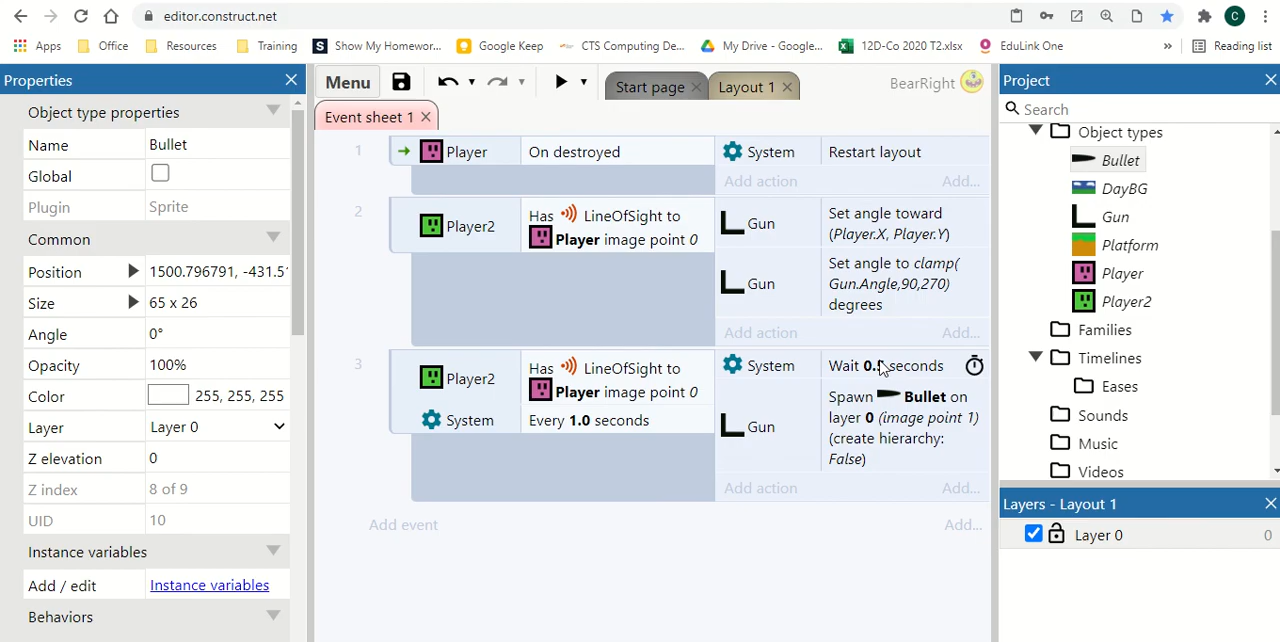 editor.construct.net
Apps Office Resources Training S Show My Homewor... Google Keep CTS Computing De... My Drive - Google... 12D-Co 2020 T2.xlsx EduLink One » Reading list
Properties
Menu
Start page
Layout 1
BearRight
Project
Event sheet 1
Search
Object type properties
Name Bullet
Global
Plugin Sprite
Common
Position 1500.796791, -431.51
Size 65 x 26
Angle 0°
Opacity 100%
Color 255, 255, 255
Layer Layer 0
Z elevation 0
Z index 8 of 9
UID 10
Instance variables
Add / edit Instance variables
Behaviors
1 Player On destroyed System Restart layout
Add action Add...
2 Player2 Has LineOfSight to
Player image point 0
Gun Set angle toward
(Player.X, Player.Y)
Gun Set angle to clamp(
Gun.Angle,90,270)
degrees
Add action Add...
3 Player2 Has LineOfSight to
Player image point 0
System Every 1.0 seconds
System Wait seconds
Gun Spawn Bullet on
layer 0 (image point 1)
(create hierarchy:
False)
Add action Add...
Add event Add...
Object types
Bullet
DayBG
Gun
Platform
Player
Player2
Families
Timelines
Eases
Sounds
Music
Videos
Layers - Layout 1
Layer 0 0